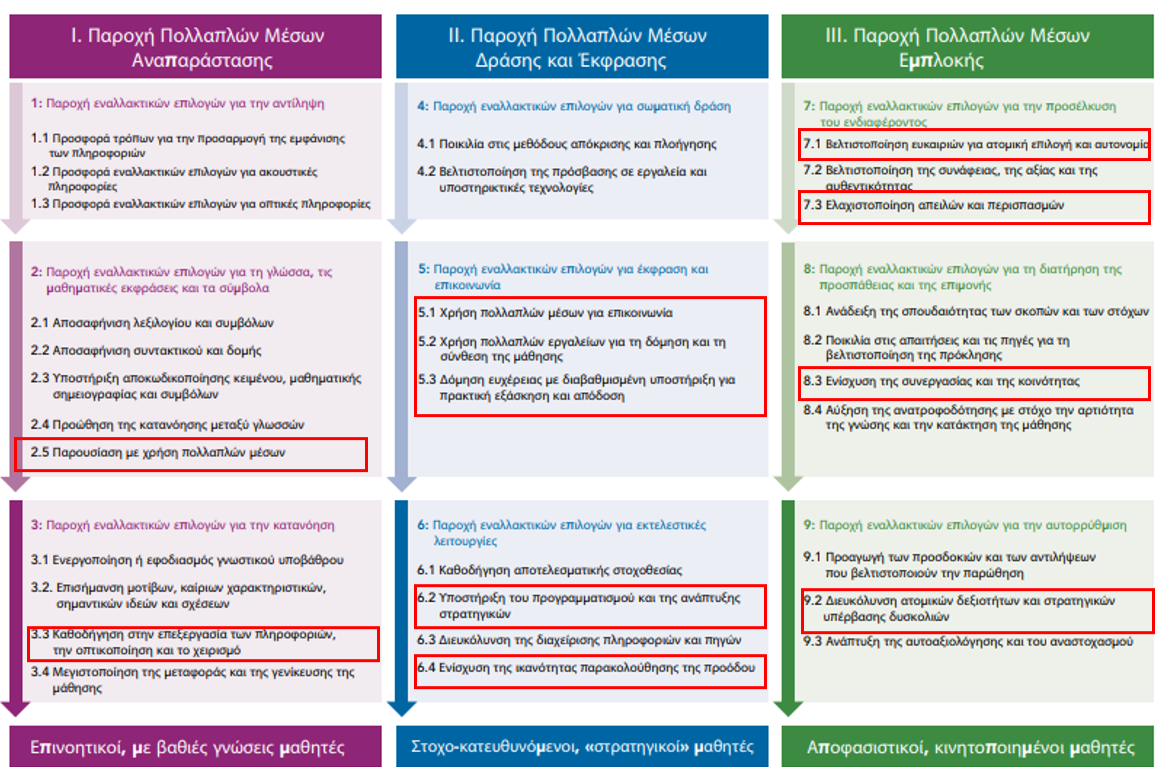 I. Παροχή Πολλαπλών Μέσων
Αναπαράστασης
1: Παροχή εναλλακτικών επιλογών για την αντίληψη
1.1 Προσφορά τρόπων για την προσαρμογή της εμφάνισης
των πληροφοριών
1.2 Προσφορά εναλλακτικών επιλογών για ακουστικές
πληροφορίες
1.3 Προσφορά εναλλακτικών επιλογών για οπτικές πληροφορίες
2: Παροχή εναλλακτικών επιλογών για τη γλώσσα, τις
μαθηματικές εκφράσεις και τα σύμβολα
2.1 Αποσαφήνιση λεξιλογίου και συμβόλων
2.2 Αποσαφήνιση συντακτικού και δομής
2.3 Υποστήριξη αποκωδικοποίησης κειμένου, μαθηματικής
σημειογραφίας και συμβόλων
2.4 Προώθηση της κατανόησης μεταξύ γλωσσών
2.5 Παρουσίαση με χρήση πολλαπλών μέσων
3: Παροχή εναλλακτικών επιλογών για την κατανόηση
3.1 Ενεργοποίηση ή εφοδιασμός γνωστικού υποβάθρου
3.2. Επισήμανση μοτίβων, καίριων χαρακτηριστικών,
σημαντικών ιδεών και σχέσεων
3.3 Καθοδήγηση στην επεξεργασία των πληροφοριών,
την οπτικοποίηση και το χειρισμό
3.4 Μεγιστοποίηση της μεταφοράς και της γενίκευσης της
μάθησης
Επινοητικοί, με βαθιές γνώσεις μαθητές
II. Παροχή Πολλαπλών Μέσων
Δράσης και Έκφρασης
4: Παροχή εναλλακτικών επιλογών για σωματική δράση
4.1 Ποικιλία στις μεθόδους απόκρισης και πλοήγησης
4.2 Βελτιστοποίηση της πρόσβασης σε εργαλεία και
υποστηρικτικές τεχνολογίες
5: Παροχή εναλλακτικών επιλογών για έκφραση και
επικοινωνία
5.1 Χρήση πολλαπλών μέσων για επικοινωνία
5.2 Χρήση πολλαπλών εργαλείων για τη δόμηση και τη
σύνθεση της μάθησης
5.3 Δόμηση ευχέρειας με διαβαθμισμένη υποστήριξη για
πρακτική εξάσκηση και απόδοση
6: Παροχή εναλλακτικών επιλογών για εκτελεστικές
λειτουργίες
6.1 Καθοδήγηση αποτελεσματικής στοχοθεσίας
6.2 Υποστήριξη του προγραμματισμού και της ανάπτυξης
στρατηγικών
6.3 Διευκόλυνση της διαχείρισης πληροφοριών και πηγών
6.4 Ενίσχυση της ικανότητας παρακολούθησης της προόδου
Στοχο-κατευθυνόμενοι, «στρατηγικοί» μαθητές
III. Παροχή Πολλαπλών Μέσων
Εμπλοκής
7: Παροχή εναλλακτικών επιλογών για την προσέλκυση
του ενδιαφέροντος
7.1 Βελτιστοποίηση ευκαιριών για ατομική επιλογή και αυτονομία
7.2 Βελτιστοποίηση της συνάφειας, της αξίας και της
αυθεντικότητας
7.3 Ελαχιστοποίηση απειλών και περισπασμών
8: Παροχή εναλλακτικών επιλογών για τη διατήρηση της
προσπάθειας και της επιμονής
8.1 Ανάδειξη της σπουδαιότητας των σκοπών και των στόχων
8.2 Ποικιλία στις απαιτήσεις και τις πηγές για τη
βελτιστοποίηση της πρόκλησης
8.3 Ενίσχυση της συνεργασίας και της κοινότητας
8.4 Αύξηση της ανατροφοδότησης με στόχο την αρτιότητα
της γνώσης και την κατάκτηση της μάθησης
9: Παροχή εναλλακτικών επιλογών για την αυτορρύθμιση
9.1 Προαγωγή των προσδοκιών και των αντιλήψεων
που βελτιστοποιούν την παρώθηση
9.2 Διευκόλυνση ατομικών δεξιοτήτων και στρατηγικών
υπέρβασης δυσκολιών
9.3 Ανάπτυξη της αυτοαξιολόγησης και του αναστοχασμού
Αποφασιστικοί, κινητοποιημένοι μαθητές